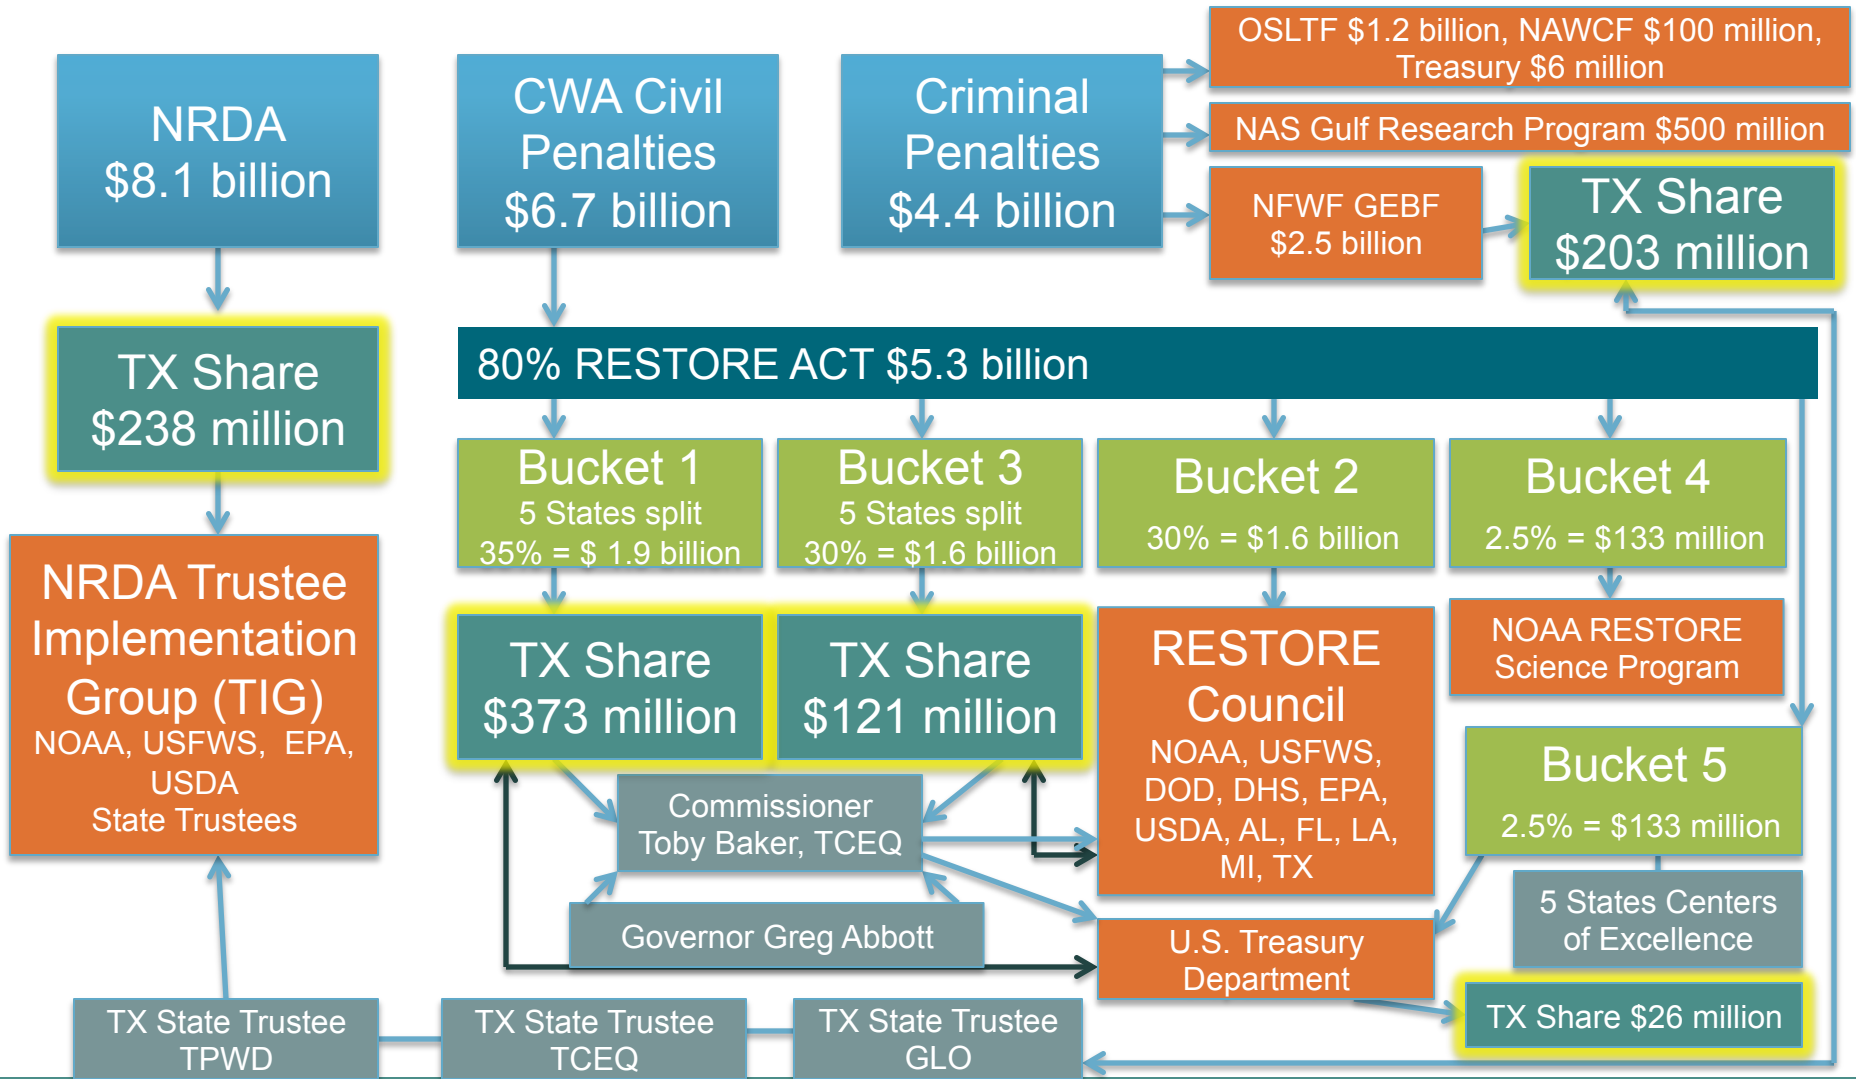 NRDA
$8.1 billion
CWA Civil
Penalties
$6.7 billion
Criminal
Penalties
$4.4 billion
OSLTF $1.2 billion, NAWCF $100 million,
Treasury $6 million
NAS Gulf Research Program $500 million
NFWF GEBF
$2.5 billion
TX Share
$203 million
TX Share
$238 million
80% RESTORE ACT $5.3 billion
Bucket 1
5 States split
35% = $ 1.9 billion
Bucket 3
5 States split
30% = $1.6 billion
Bucket 2
30% = $1.6 billion
Bucket 4
2.5% = $133 million
NRDA Trustee
Implementation
Group (TIG)
NOAA, USFWS,  EPA,
USDA
State Trustees
TX Share
$373 million
TX Share
$121 million
RESTORE
Council
NOAA, USFWS,
DOD, DHS, EPA,
USDA, AL, FL, LA,
MI, TX
NOAA RESTORE
Science Program
Bucket 5
2.5% = $133 million
Commissioner
Toby Baker, TCEQ
Governor Greg Abbott
U.S. Treasury
Department
5 States Centers
of Excellence
TX Share $26 million
TX State Trustee
TPWD
TX State Trustee
TCEQ
TX State Trustee
GLO